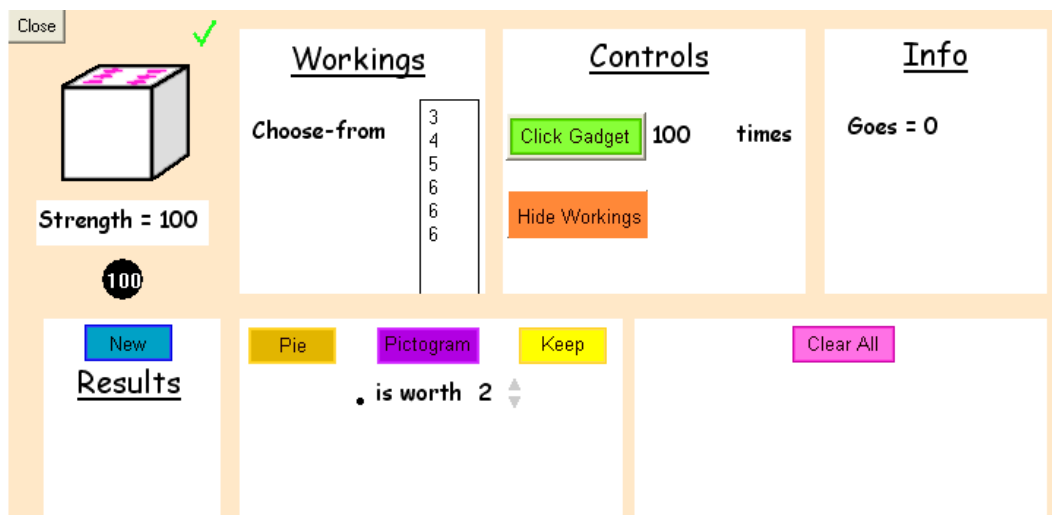 Close
Strength = 100
100
Workings
Choose-from
3
4
5
6
6
6
Controls
Click Gadget 100 times
Hide Workings
Info
Goes = 0
New
Results
Pie Pictogram Keep
. is worth 2
Clear All